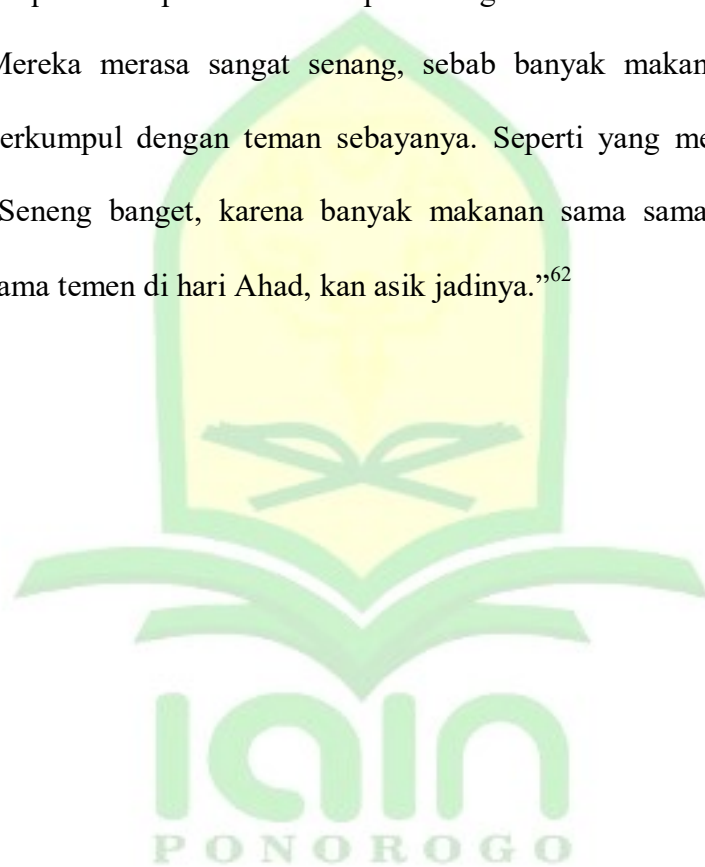 Mereka merasa sangat senang, sebab banyak makan
erkumpul dengan teman sebayanya. Seperti yang me
Seneng banget, karena banyak makanan sama sama
ama temen di hari Ahad, kan asik jadinya.”62
iain
PONOROGO